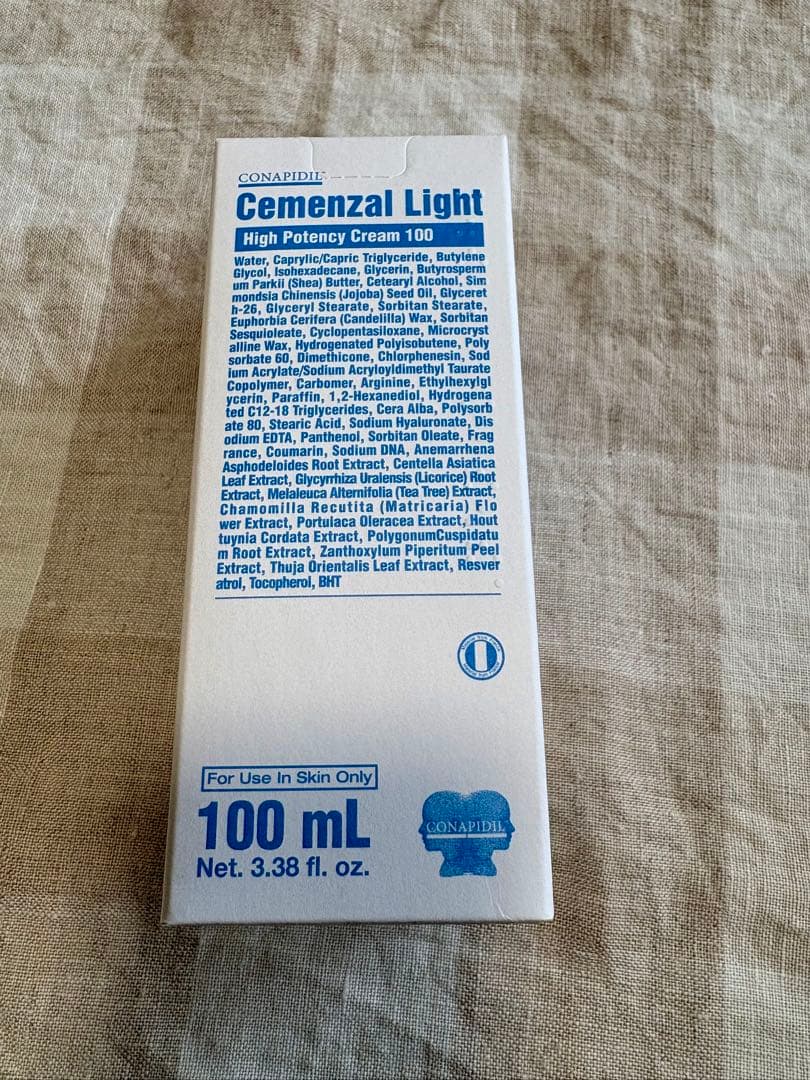 CONAPIDIL
Cemenzal Light
High Potency Cream 100
Water, Caprylic/Capric Triglyceride, Butylene
Glycol, Isohexadecane, Glycerin, Butyrosperm
um Parkii (Shea) Butter, Cetearyl Alcohol, Sim
mondsia Chinensis (Jojoba) Seed Oil, Glyceret
h-26, Glyceryl Stearate, Sorbitan Stearate,
Euphorbia Cerifera (Candelilla) Wax, Sorbitan
Sesquioleate, Cyclopentasiloxane, Microcryst
alline Wax, Hydrogenated Polyisobutene, Poly
sorbate 60, Dimethicone, Chlorphenesin, Sod
ium Acrylate/Sodium Acryloyldimethyl Taurate
Copolymer, Carbomer, Arginine, Ethylhexylgl
ycerin, Paraffin, 1,2-Hexanediol, Hydrogena
ted C12-18 Triglycerides, Cera Alba, Polysorb
ate 80, Stearic Acid, Sodium Hyaluronate, Dis
odium EDTA, Panthenol, Sorbitan Oleate, Frag
rance, Coumarin, Sodium DNA, Anemarrhena
Asphodeloides Root Extract, Centella Asiatica
Leaf Extract, Glycyrrhiza Uralensis (Licorice) Root
Extract, Melaleuca Alternifolia (Tea Tree) Extract,
Chamomilla Recutita (Matricaria) Flo
wer Extract, Portulaca Oleracea Extract, Hout
tuynia Cordata Extract, PolygonumCuspidatu
m Root Extract, Zanthoxylum Piperitum Peel
Extract, Thuja Orientalis Leaf Extract, Resver
atrol, Tocopherol, BHT
For Use In Skin Only
100 mL
Net. 3.38 fl. oz.
CONAPIDIL